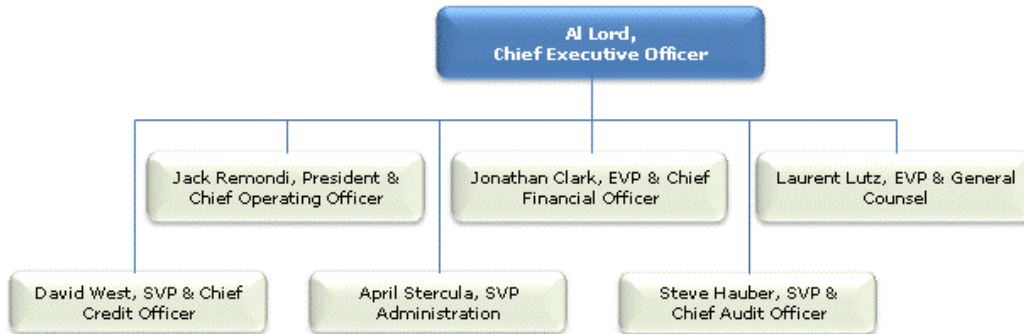 Al Lord,
Chief Executive Officer
Jack Remondi, President &
Chief Operating Officer
Jonathan Clark, EVP & Chief
Financial Officer
Laurent Lutz, EVP & General
Counsel
David West, SVP & Chief
Credit Officer
April Stercula, SVP
Administration
Steve Hauber, SVP &
Chief Audit Officer